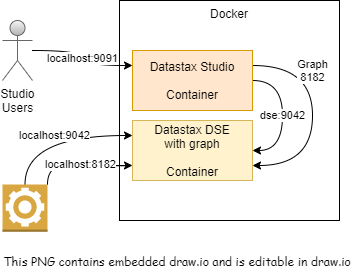 Docker
Studio
Users
localhost:9091
Datastax Studio
Container
Graph
8182
dse:9042
localhost:9042
localhost:8182
Datastax DSE
with graph
Container
This PNG contains embedded draw.io and is editable in draw.io